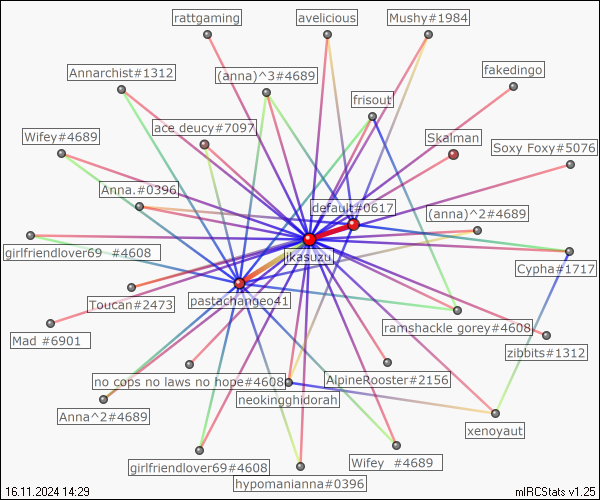 rattgaming
avelicious
Mushy#1984
Annarchist#1312
(anna)^3#4689
fakedingo
frisout
Wifey#4689
ace deucy#7097
Skalman
Soxy Foxy#5076
Anna.#0396
default#0617
(anna)^2#4689
girlfriendlover69 #4608
likasuzu
Cypha#1717
Toucan#2473
pastachangeo41
ramshackle gorey#4608
Mad #6901
zibbits#1312
no cops no laws no hope#4608
AlpineRooster#2156
neokingghidorah
Anna^2#4689
xenoyaut
girlfriendlover69#4608
Wifey #4689
hypomanianna#0396
16.11.2024 14:29
mIRCStats v1.25